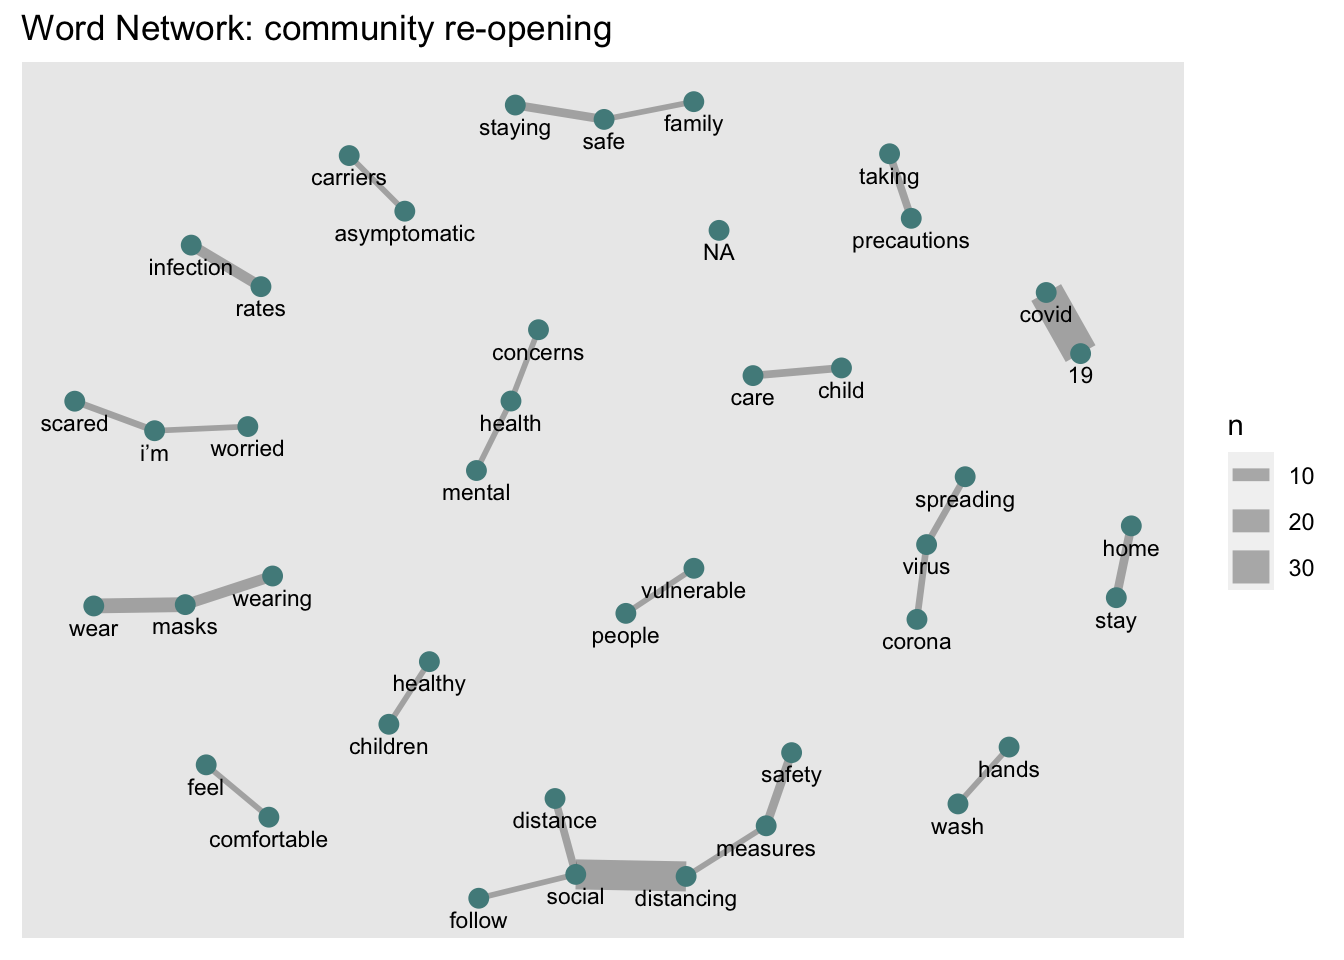 Word Network: community re-opening
staying
safe
family
carriers
asymptomatic
taking
precautions
NA
infection
rates
covid
19
concerns
health
mental
care
child
scared
i’m
worried
n
10
20
30
spreading
virus
corona
home
stay
vulnerable
people
wear
masks
wearing
healthy
children
feel
comfortable
safety
measures
distance
social
distancing
follow
hands
wash